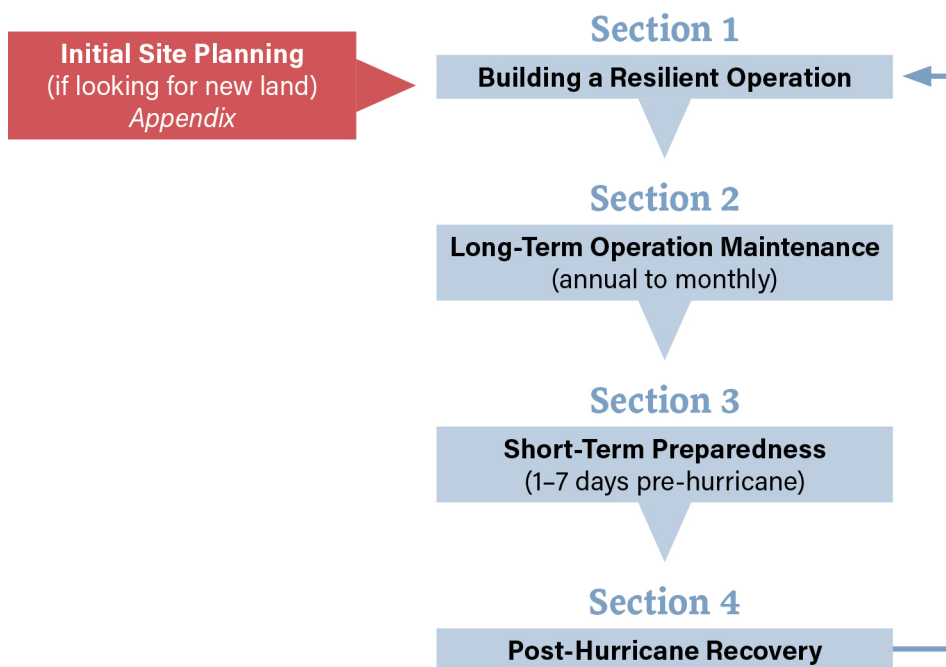 Initial Site Planning
(if looking for new land)
Appendix
Section 1
Building a Resilient Operation
Section 2
Long-Term Operation Maintenance
(annual to monthly)
Section 3
Short-Term Preparedness
(1–7 days pre-hurricane)
Section 4
Post-Hurricane Recovery